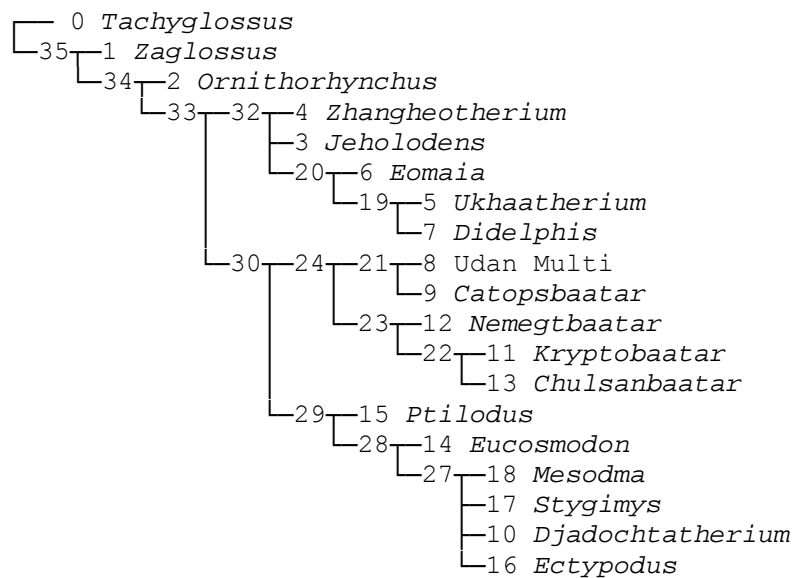 0 Tachyglossus
35 1 Zaglossus
34 2 Ornithorhynchus
33 32 4 Zhangheotherium
3 Jeholodens
20 6 Eomaia
19 5 Ukhaatherium
7 Didelphis
30 24 21 8 Udan Multi
9 Catopsbaatar
23 12 Nemegtbaatar
22 11 Kryptobaatar
13 Chulsanbaatar
29 15 Ptilodus
28 14 Eucosmodon
27 18 Mesodma
17 Stygimys
10 Djadochtatherium
16 Ectypodus